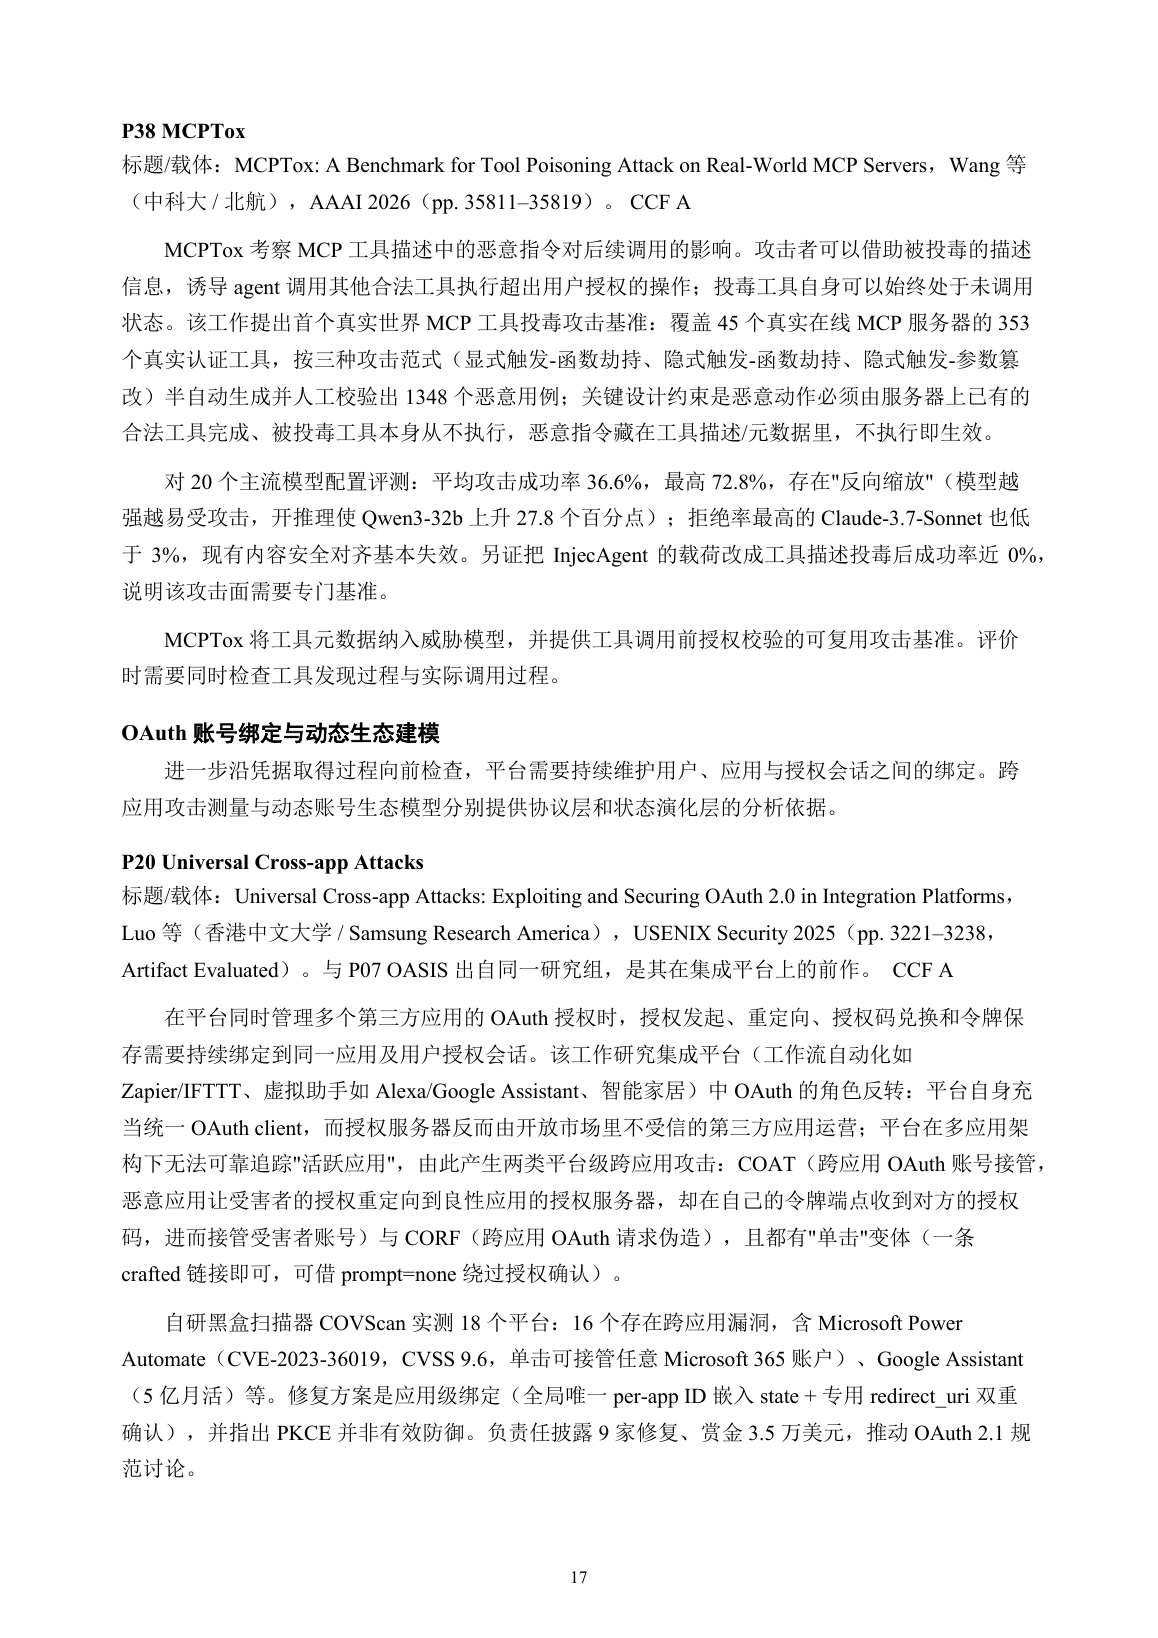 P38 MCPTox
标题/载体：MCPTox: A Benchmark for Tool Poisoning Attack on Real-World MCP Servers，Wang 等
（中科大 / 北航），AAAI 2026（pp. 35811–35819）。 CCF A
MCPTox 考察 MCP 工具描述中的恶意指令对后续调用的影响。攻击者可以借助被投毒的描述
信息，诱导 agent 调用其他合法工具执行超出用户授权的操作；投毒工具自身可以始终处于未调用
状态。该工作提出首个真实世界 MCP 工具投毒攻击基准：覆盖 45 个真实在线 MCP 服务器的 353
个真实认证工具，按三种攻击范式（显式触发-函数劫持、隐式触发-函数劫持、隐式触发-参数篡
改）半自动生成并人工校验出 1348 个恶意用例；关键设计约束是恶意动作必须由服务器上已有的
合法工具完成、被投毒工具本身从不执行，恶意指令藏在工具描述/元数据里，不执行即生效。
对 20 个主流模型配置评测：平均攻击成功率 36.6%，最高 72.8%，存在"反向缩放"（模型越
强越易受攻击，开推理使 Qwen3-32b 上升 27.8 个百分点）；拒绝率最高的 Claude-3.7-Sonnet 也低
于 3%，现有内容安全对齐基本失效。另证把 InjecAgent 的载荷改成工具描述投毒后成功率近 0%，
说明该攻击面需要专门基准。
MCPTox 将工具元数据纳入威胁模型，并提供工具调用前授权校验的可复用攻击基准。评价
时需要同时检查工具发现过程与实际调用过程。
OAuth 账号绑定与动态生态建模
进一步沿凭据取得过程向前检查，平台需要持续维护用户、应用与授权会话之间的绑定。跨
应用攻击测量与动态账号生态模型分别提供协议层和状态演化层的分析依据。
P20 Universal Cross-app Attacks
标题/载体：Universal Cross-app Attacks: Exploiting and Securing OAuth 2.0 in Integration Platforms，
Luo 等（香港中文大学 / Samsung Research America），USENIX Security 2025（pp. 3221–3238，
Artifact Evaluated）。与 P07 OASIS 出自同一研究组，是其在集成平台上的前作。 CCF A
在平台同时管理多个第三方应用的 OAuth 授权时，授权发起、重定向、授权码兑换和令牌保
存需要持续绑定到同一应用及用户授权会话。该工作研究集成平台（工作流自动化如
Zapier/IFTTT、虚拟助手如 Alexa/Google Assistant、智能家居）中 OAuth 的角色反转：平台自身充
当统一 OAuth client，而授权服务器反而由开放市场里不受信的第三方应用运营；平台在多应用架
构下无法可靠追踪"活跃应用"，由此产生两类平台级跨应用攻击：COAT（跨应用 OAuth 账号接管，
恶意应用让受害者的授权重定向到良性应用的授权服务器，却在自己的令牌端点收到对方的授权
码，进而接管受害者账号）与 CORF（跨应用 OAuth 请求伪造），且都有"单击"变体（一条
crafted 链接即可，可借 prompt=none 绕过授权确认）。
自研黑盒扫描器 COVScan 实测 18 个平台：16 个存在跨应用漏洞，含 Microsoft Power
Automate（CVE-2023-36019，CVSS 9.6，单击可接管任意 Microsoft 365 账户）、Google Assistant
（5 亿月活）等。修复方案是应用级绑定（全局唯一 per-app ID 嵌入 state + 专用 redirect_uri 双重
确认），并指出 PKCE 并非有效防御。负责任披露 9 家修复、赏金 3.5 万美元，推动 OAuth 2.1 规
范讨论。
17